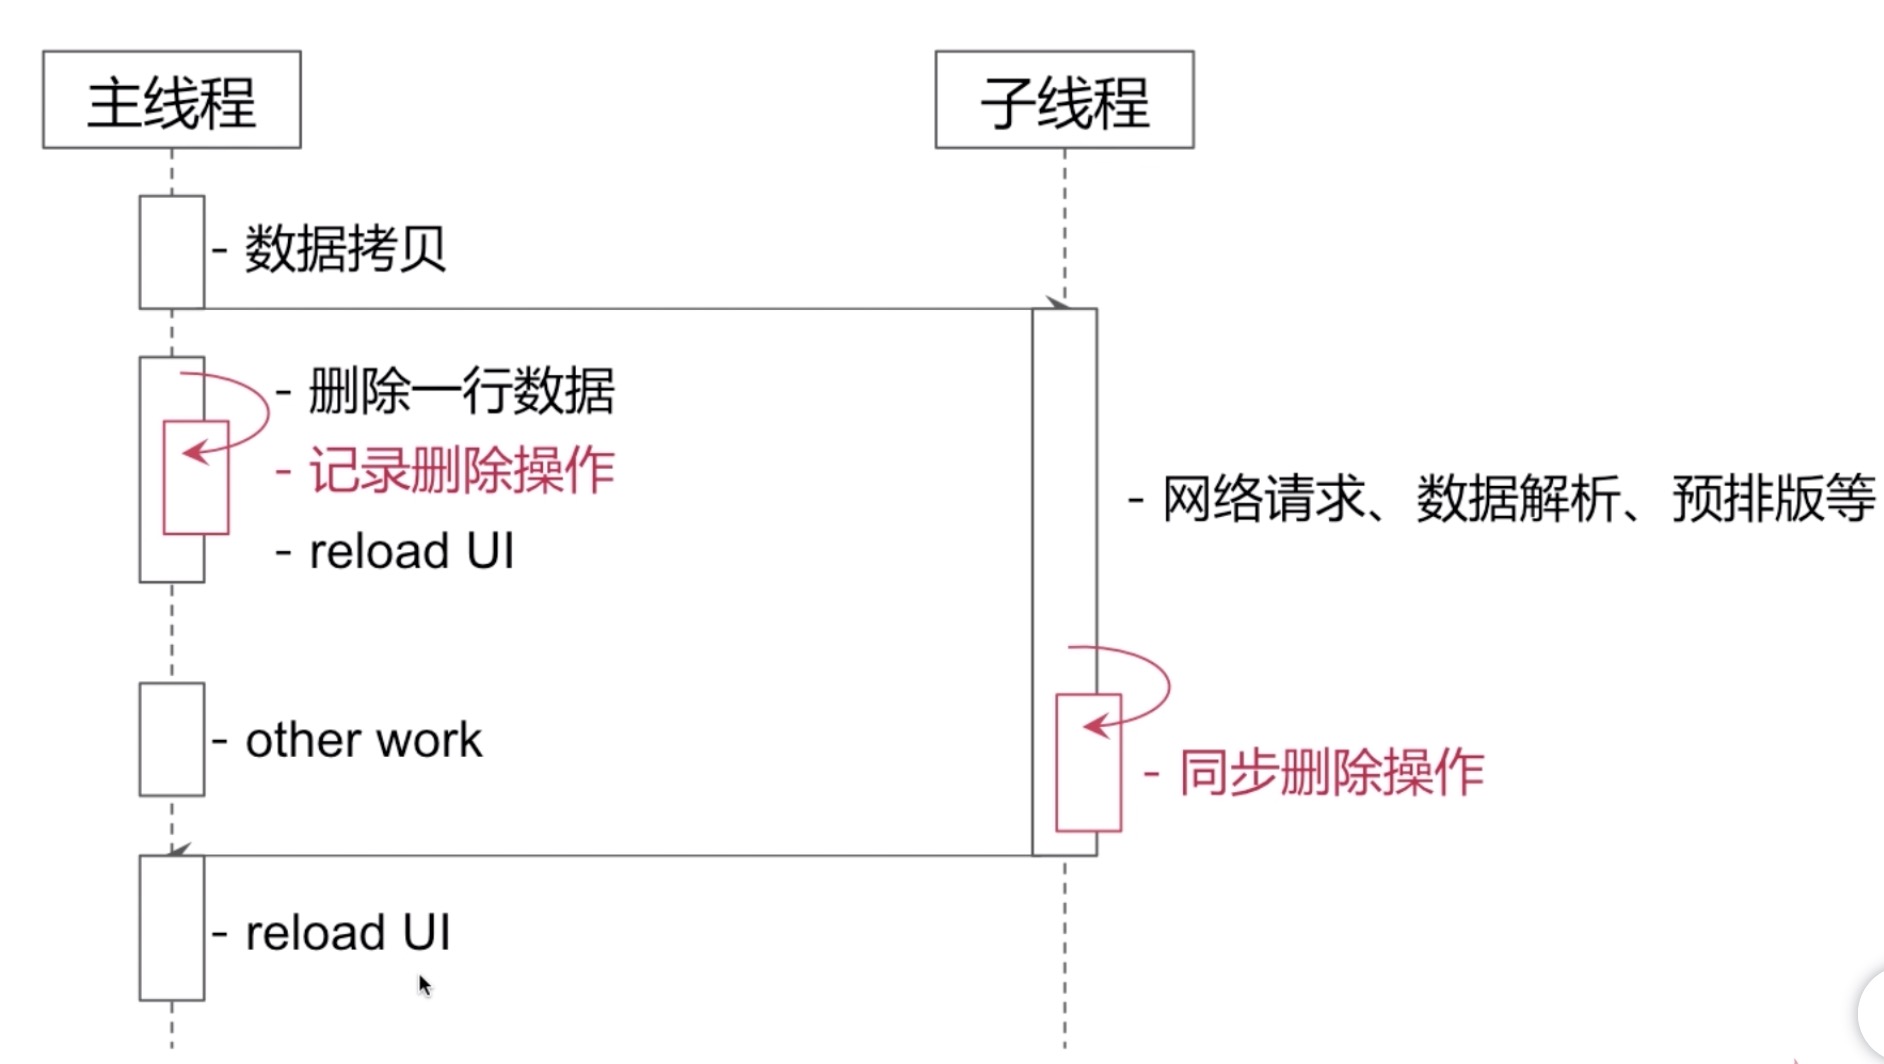 主线程
子线程
- 数据拷贝
- 删除一行数据
- 记录删除操作
- reload UI
- 网络请求、数据解析、预排版等
- other work
- 同步删除操作
- reload UI